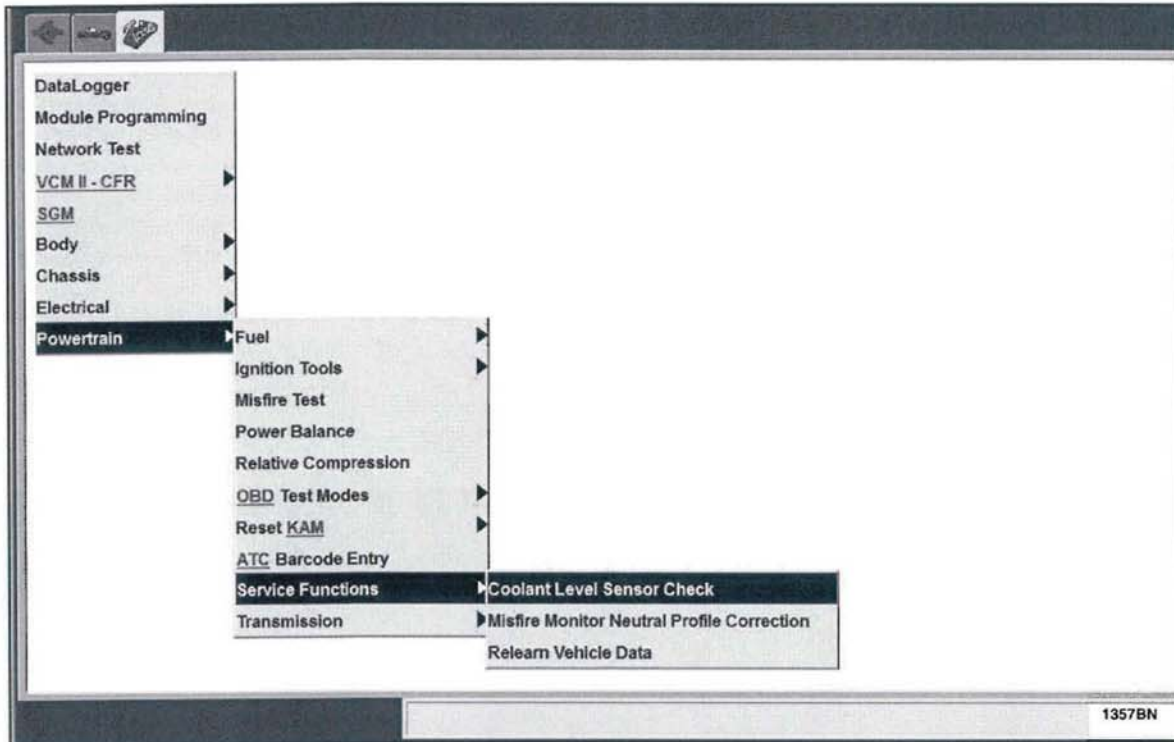 DataLogger
Module Programming
Network Test
VCM II - CFR
SGM
Body
Chassis
Electrical
Powertrain
Fuel
Ignition Tools
Misfire Test
Power Balance
Relative Compression
OBD Test Modes
Reset KAM
ATC Barcode Entry
Service Functions
Transmission
Coolant Level Sensor Check
Misfire Monitor Neutral Profile Correction
Relearn Vehicle Data
1357BN